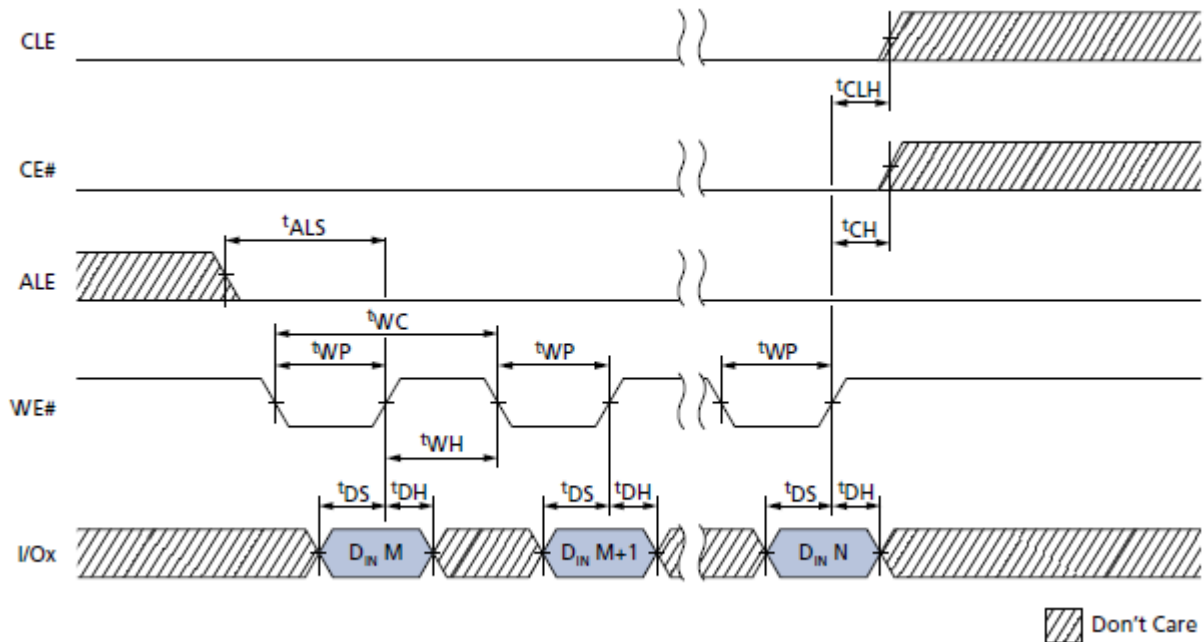 CLE
tCLH
CE#
tALS
tCH
ALE
tWC
tWP tWP tWP
WE#
tWH
tDS tDH tDS tDH tDS tDH
I/Ox DIN M DIN M+1 DIN N
Don't Care